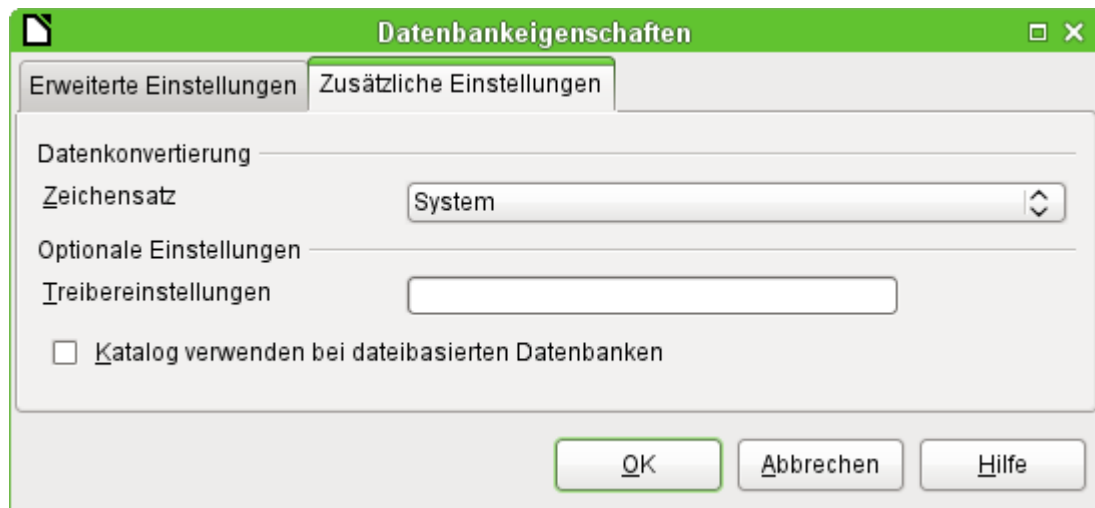 Datenbankeigenschaften
Erweiterte Einstellungen Zusätzliche Einstellungen
Datenkonvertierung
Zeichensatz System
Optionale Einstellungen
Treibereinstellungen
Katalog verwenden bei dateibasierten Datenbanken
OK Abbrechen Hilfe